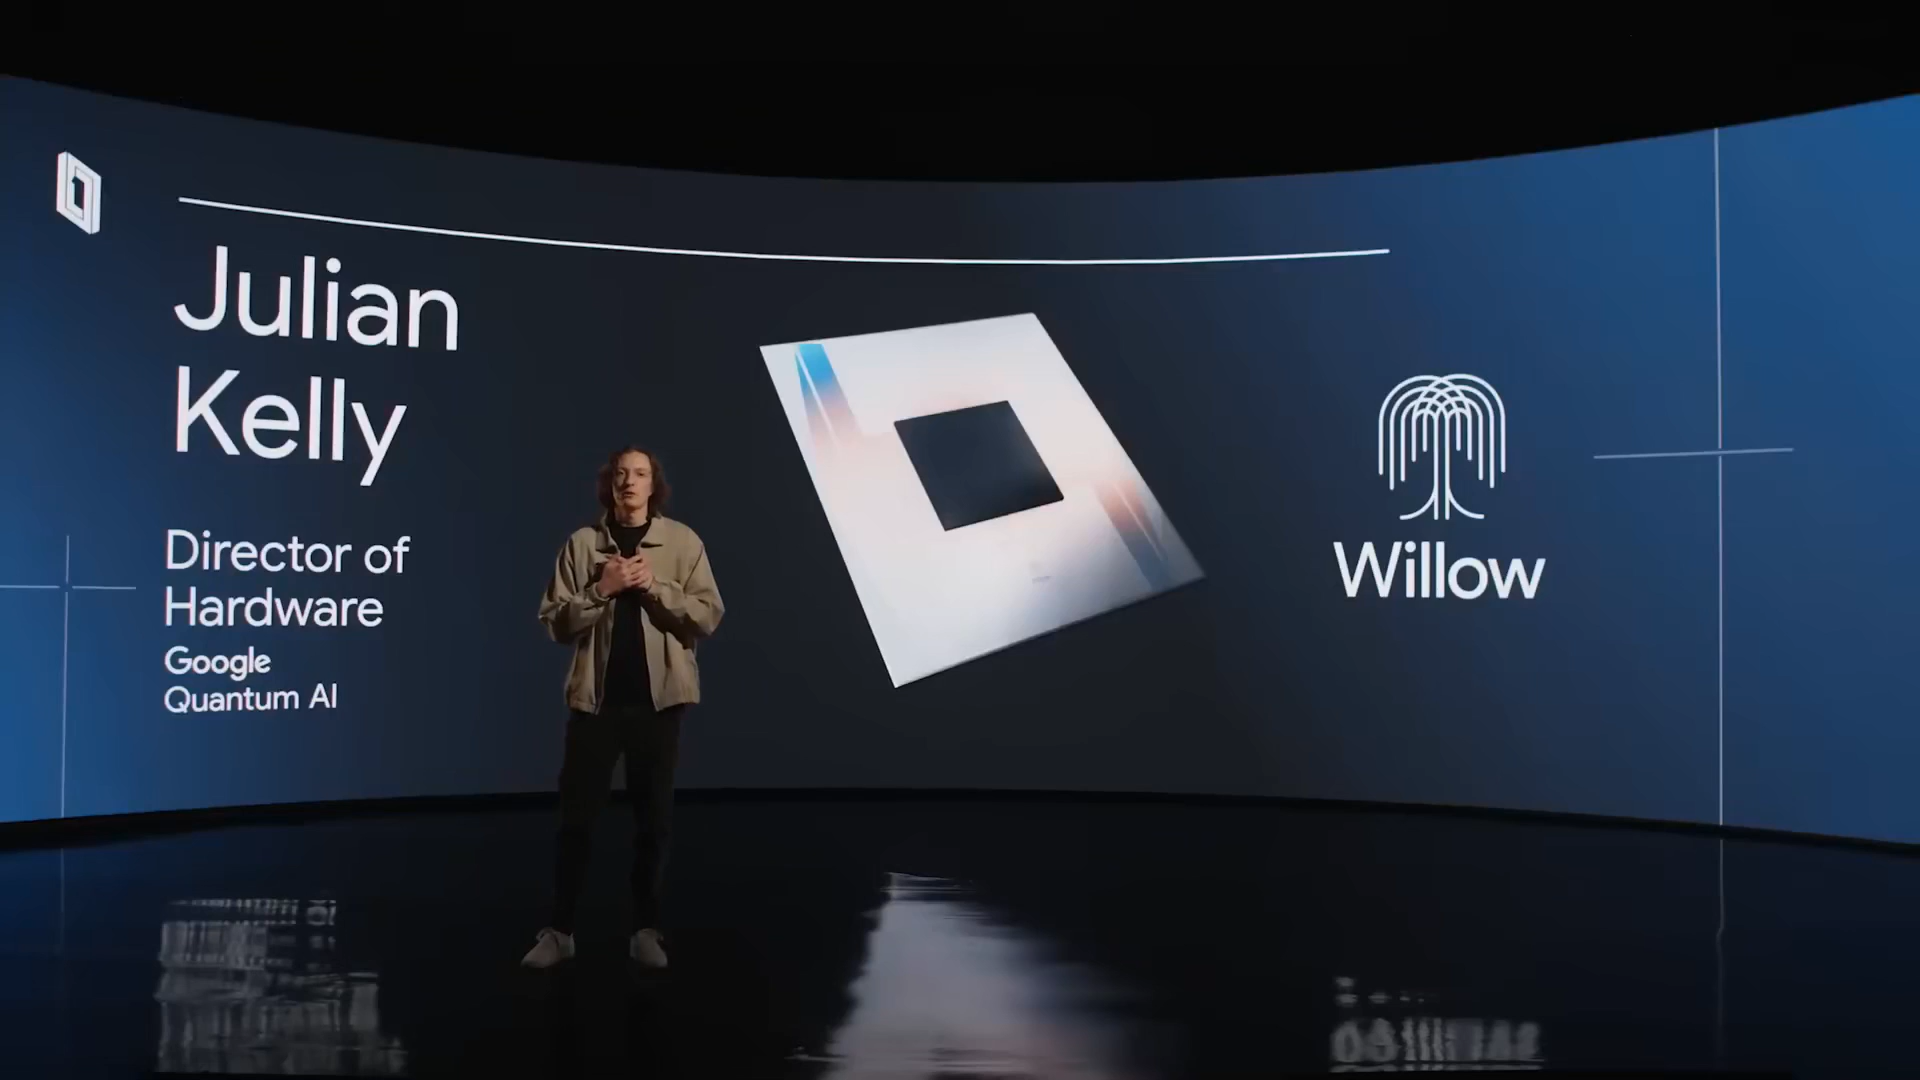 Julian
Kelly
Director of
Hardware
Google
Quantum AI
Willow